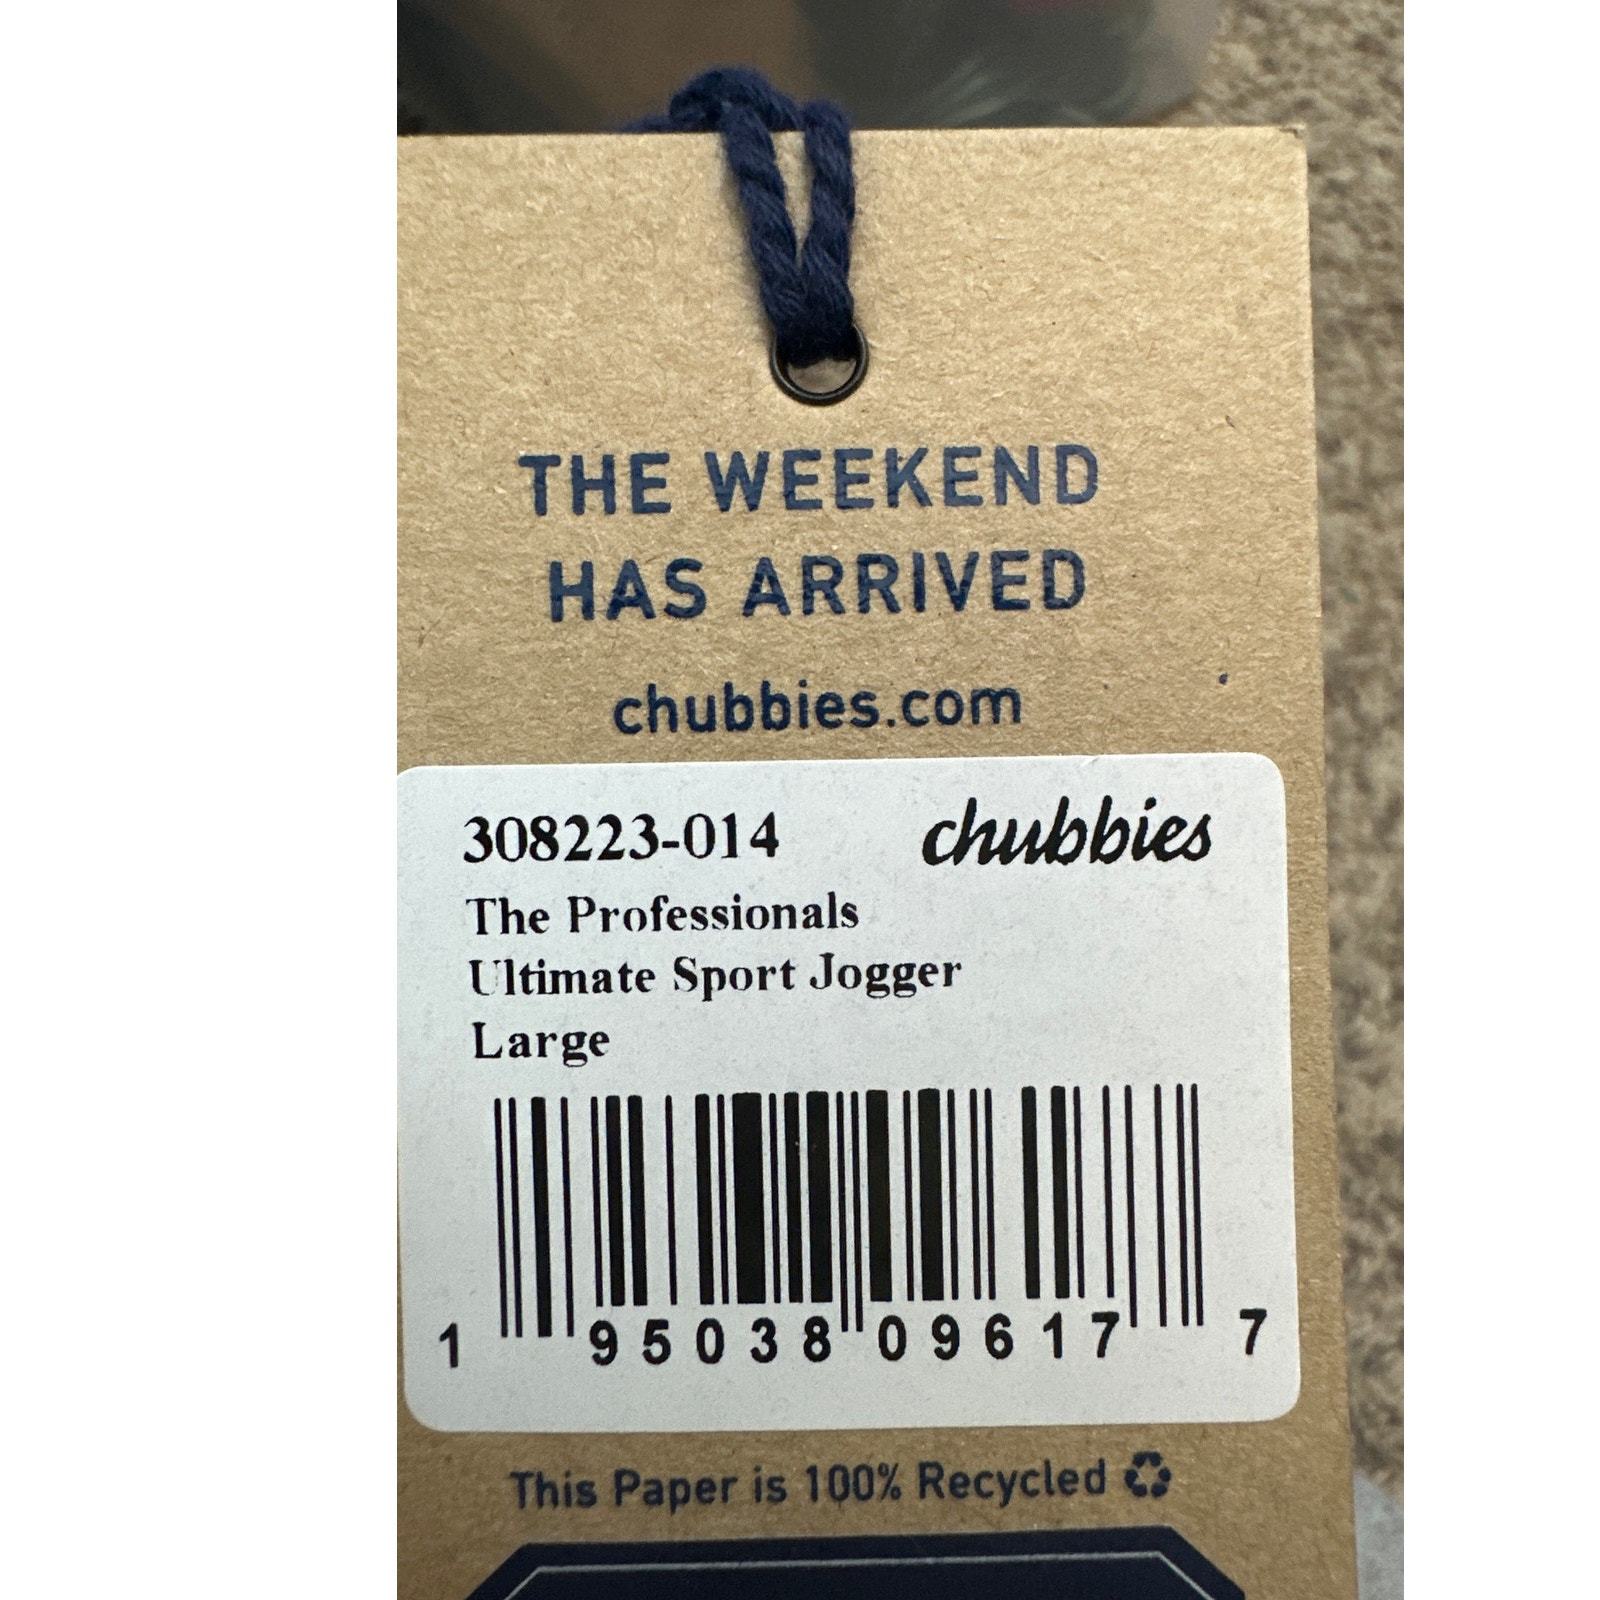 THE WEEKEND
HAS ARRIVED
chubbies.com
308223-014 chubbies
The Professionals
Ultimate Sport Jogger
Large
1 95038 09617 7
This Paper is 100% Recycled